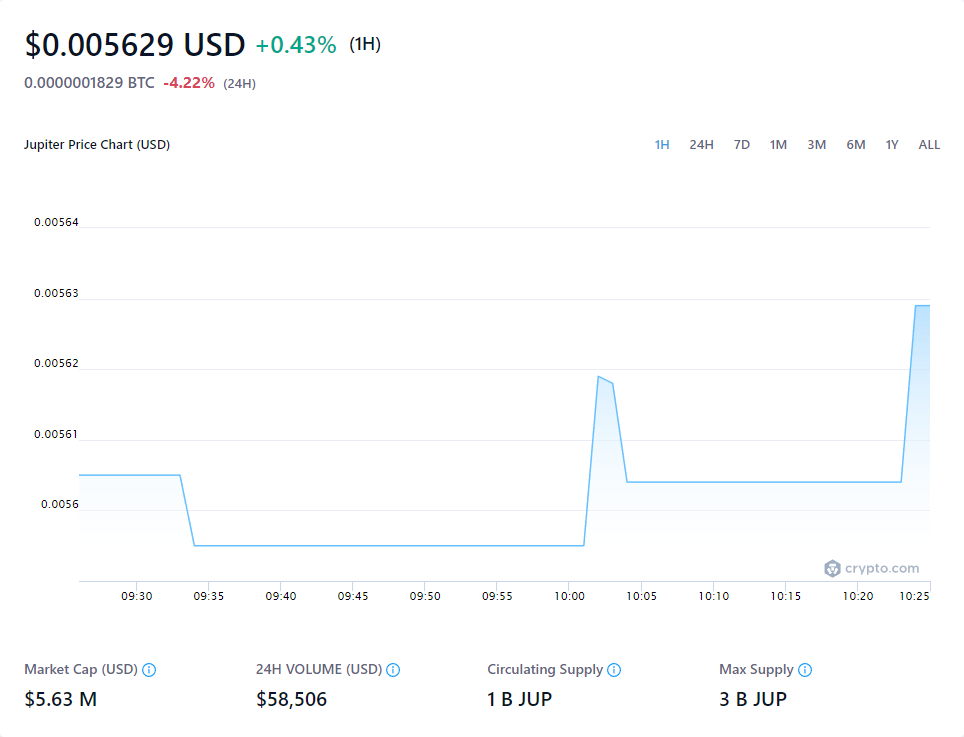 $0.005629 USD +0.43% (1H)
0.0000001829 BTC -4.22% (24H)
Jupiter Price Chart (USD)
1H 24H 7D 1M 3M 6M 1Y ALL
0.00564
0.00563
0.00562
0.00561
0.0056
crypto.com
09:30 09:35 09:40 09:45 09:50 09:55 10:00 10:05 10:10 10:15 10:20 10:25
Market Cap (USD) 24H VOLUME (USD) Circulating Supply Max Supply
$5.63 M $58,506 1 B JUP 3 B JUP